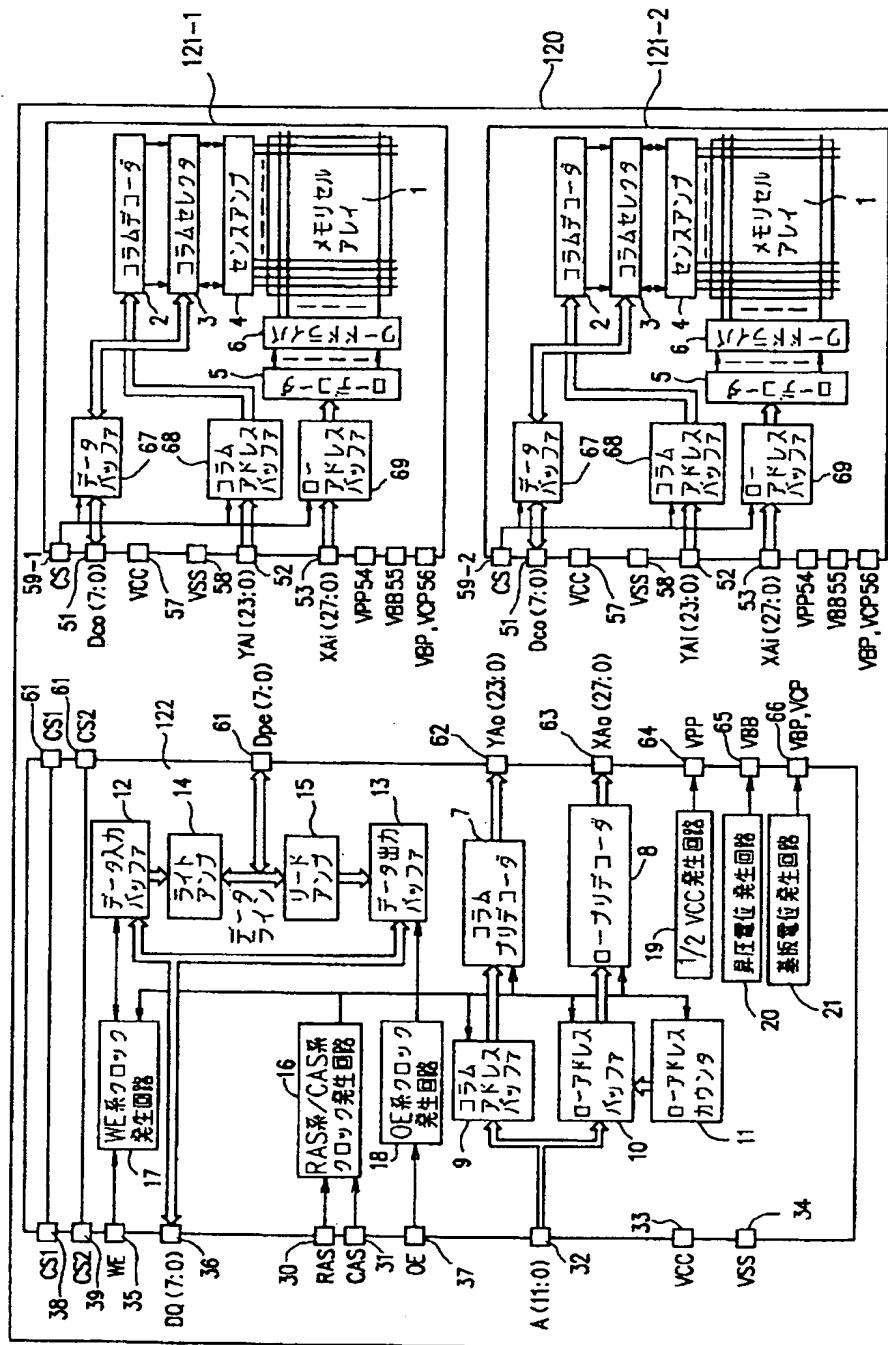 38
CS1
39
CS2
35
WE
36
DQ (7:0)
30
RAS
31
CAS
37
OE
32
A (11:0)
33
VCC
34
VSS
17
WE系クロック
発生回路
16
RAS系/CAS系
クロック発生回路
18
OE系クロック
発生回路
9
コラム
アドレス
バッファ
10
ローアドレス
バッファ
11
ローアドレス
カウンタ
12
データ入力
バッファ
14
ライト
アンプ
データ
ライン
15
リード
アンプ
13
データ出力
バッファ
7
コラム
プリデコーダ
8
ロープリデコーダ
19
1/2 VCC 発生回路
20
昇圧電位 発生回路
21
基板電位 発生回路
61
CS1
61
CS2
122
61
Dpe (7:0)
62
YAo (23:0)
63
XAo (27:0)
64
VPP
65
VBB
66
VBP, VCP
59-1
CS
51
Dco (7:0)
VCC
57
VSS
58
YAi (23:0)
52
53
XAi (27:0)
VPP54
VBB55
VBP, VCP56
データ
バッファ
67
68
コラム
アドレス
バッファ
ロー
アドレス
バッファ
69
コラムデコーダ
2
コラムセレクタ
3
センスアンプ
4
5
ローデコーダ
6
ワードドライバ
メモリセル
アレイ
1
121-1
59-2
CS
51
Dco (7:0)
VCC
57
VSS
58
YAi (23:0)
52
53
XAi (27:0)
VPP54
VBB55
VBP, VCP56
データ
バッファ
67
68
コラム
アドレス
バッファ
ロー
アドレス
バッファ
69
コラムデコーダ
2
コラムセレクタ
3
センスアンプ
4
5
ローデコーダ
6
ワードドライバ
メモリセル
アレイ
1
120
121-2